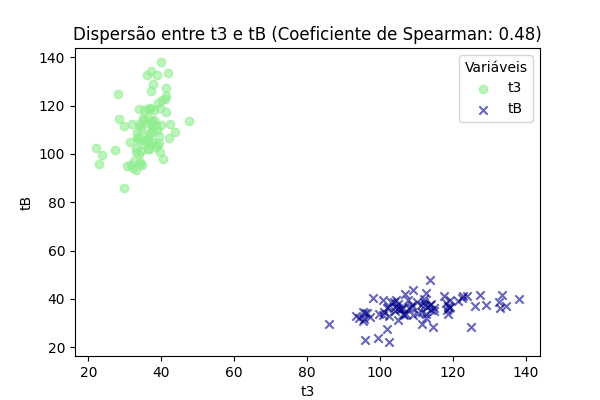 Dispersão entre t3 e tB (Coeficiente de Spearman: 0.48)
Variáveis
t3
tB
tB
140
120
100
80
60
40
20
20 40 60 80 100 120 140
t3